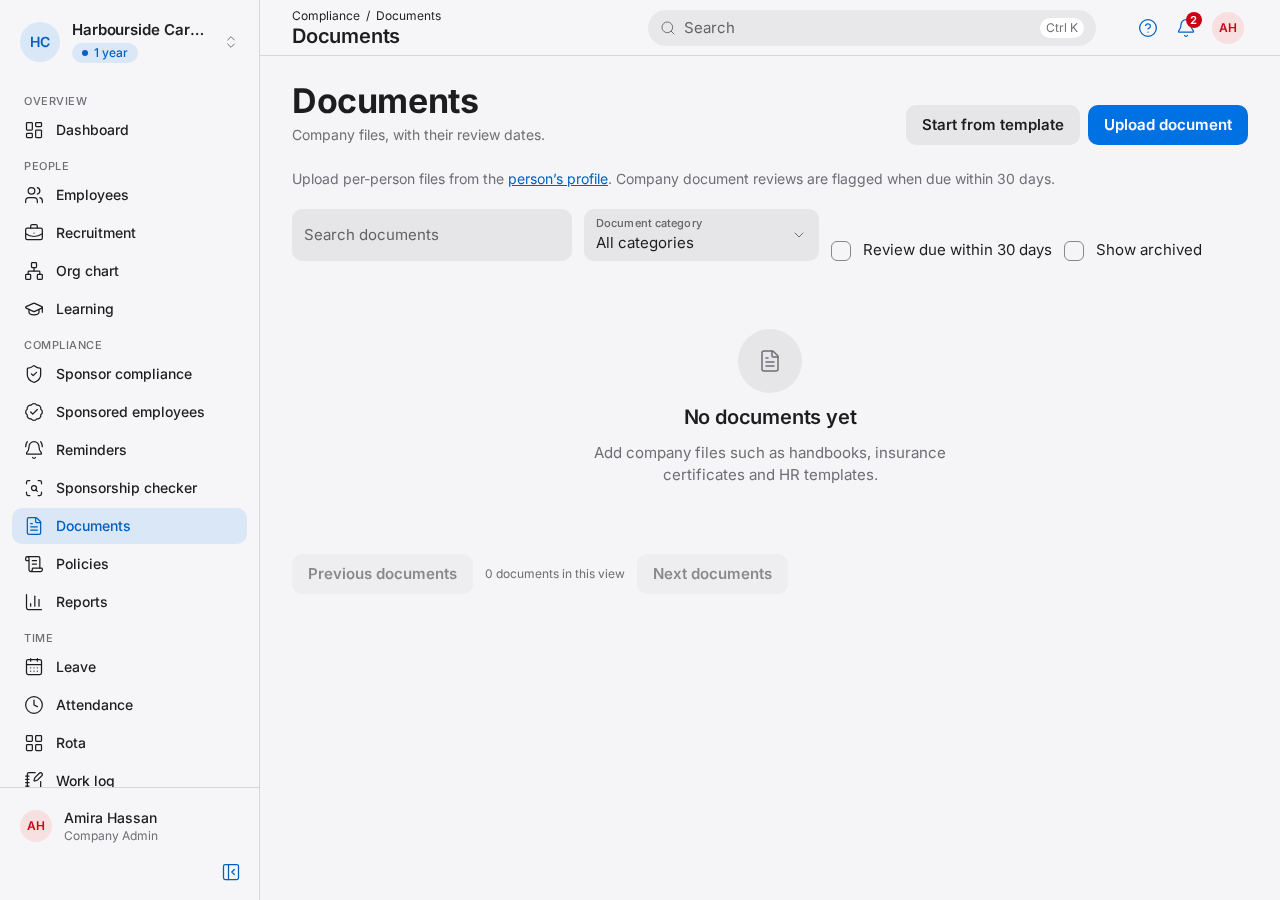 HC
Harbourside Car...
1 year
OVERVIEW
Dashboard
PEOPLE
Employees
Recruitment
Org chart
Learning
COMPLIANCE
Sponsor compliance
Sponsored employees
Reminders
Sponsorship checker
Documents
Policies
Reports
TIME
Leave
Attendance
Rota
Work log
AH
Amira Hassan
Company Admin
Compliance / Documents
Documents
Search
Ctrl K
2
AH
Documents
Company files, with their review dates.
Start from template
Upload document
Upload per-person files from the person’s profile. Company document reviews are flagged when due within 30 days.
Search documents
Document category
All categories
Review due within 30 days
Show archived
No documents yet
Add company files such as handbooks, insurance
certificates and HR templates.
Previous documents
0 documents in this view
Next documents